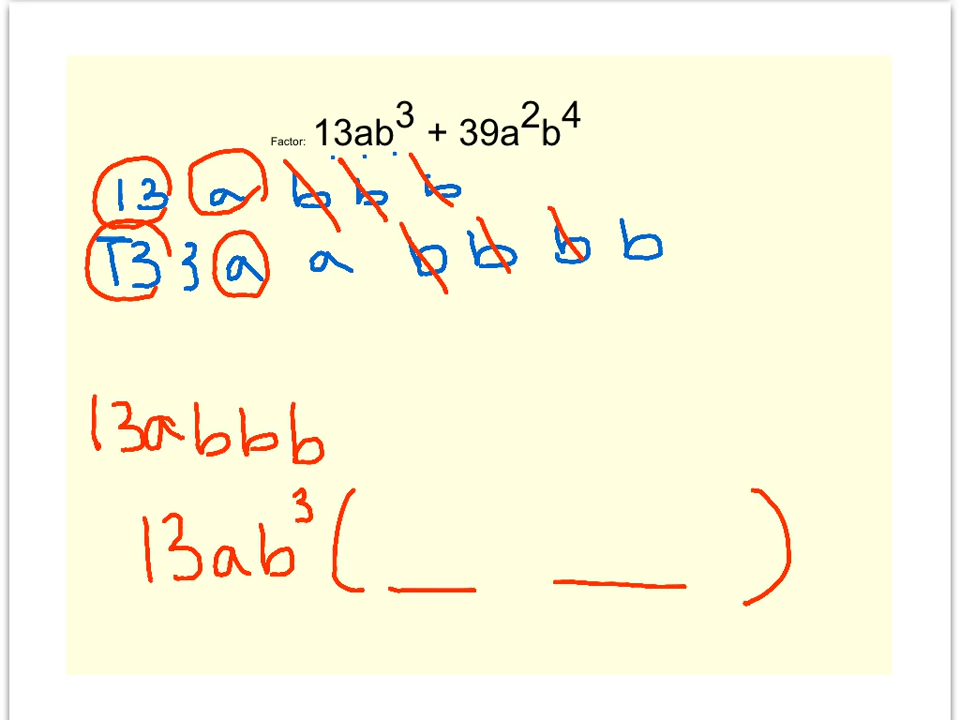 Factor: 13ab³ + 39a²b⁴
13 a b b b
13 3 a a b b b b
13abbb
13ab³( __ __ )